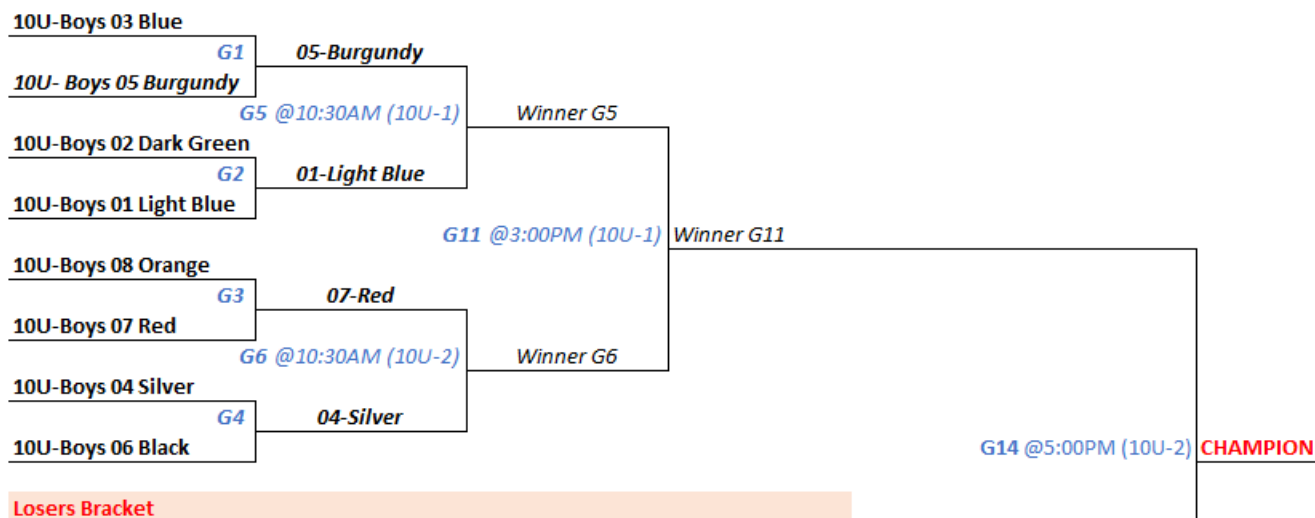 10U-Boys 03 Blue
G1 05-Burgundy
10U- Boys 05 Burgundy
G5 @10:30AM (10U-1) Winner G5
10U-Boys 02 Dark Green
G2 01-Light Blue
10U-Boys 01 Light Blue
G11 @3:00PM (10U-1) Winner G11
10U-Boys 08 Orange
G3 07-Red
10U-Boys 07 Red
G6 @10:30AM (10U-2) Winner G6
10U-Boys 04 Silver
G4 04-Silver
10U-Boys 06 Black
G14 @5:00PM (10U-2) CHAMPION
Losers Bracket